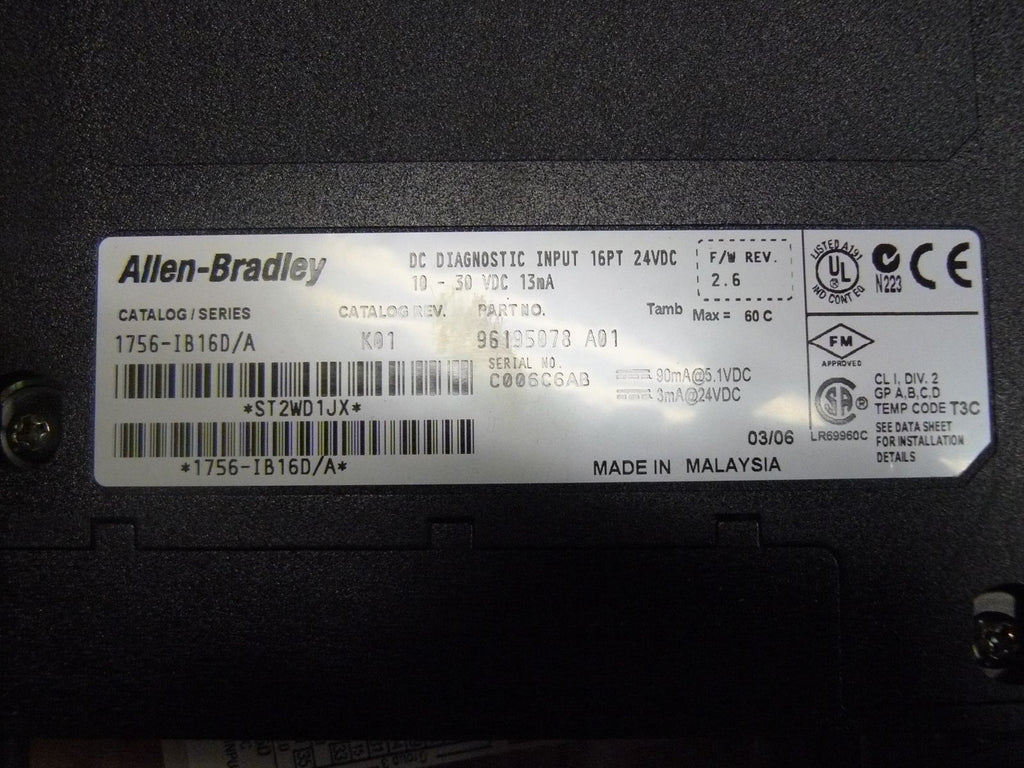 Allen-Bradley
DC DIAGNOSTIC INPUT 16PT 24VDC
10 - 30 VDC 13mA
F/W REV.
2.6
CATALOG / SERIES
CATALOG REV.
PART NO.
Tamb Max = 60 C
1756-IB16D/A
K01
96195078 A01
SERIAL NO.
C006C6AB
90mA@5.1VDC
3mA@24VDC
*ST2WD1JX*
*1756-IB16D/A*
03/06
MADE IN MALAYSIA
LISTED A191
UL
®
IND CONT EQ
N223
CE
FM
APPROVED
SA ®
LR69960C
CL I, DIV. 2
GP A,B,C,D
TEMP CODE T3C
SEE DATA SHEET
FOR INSTALLATION
DETAILS